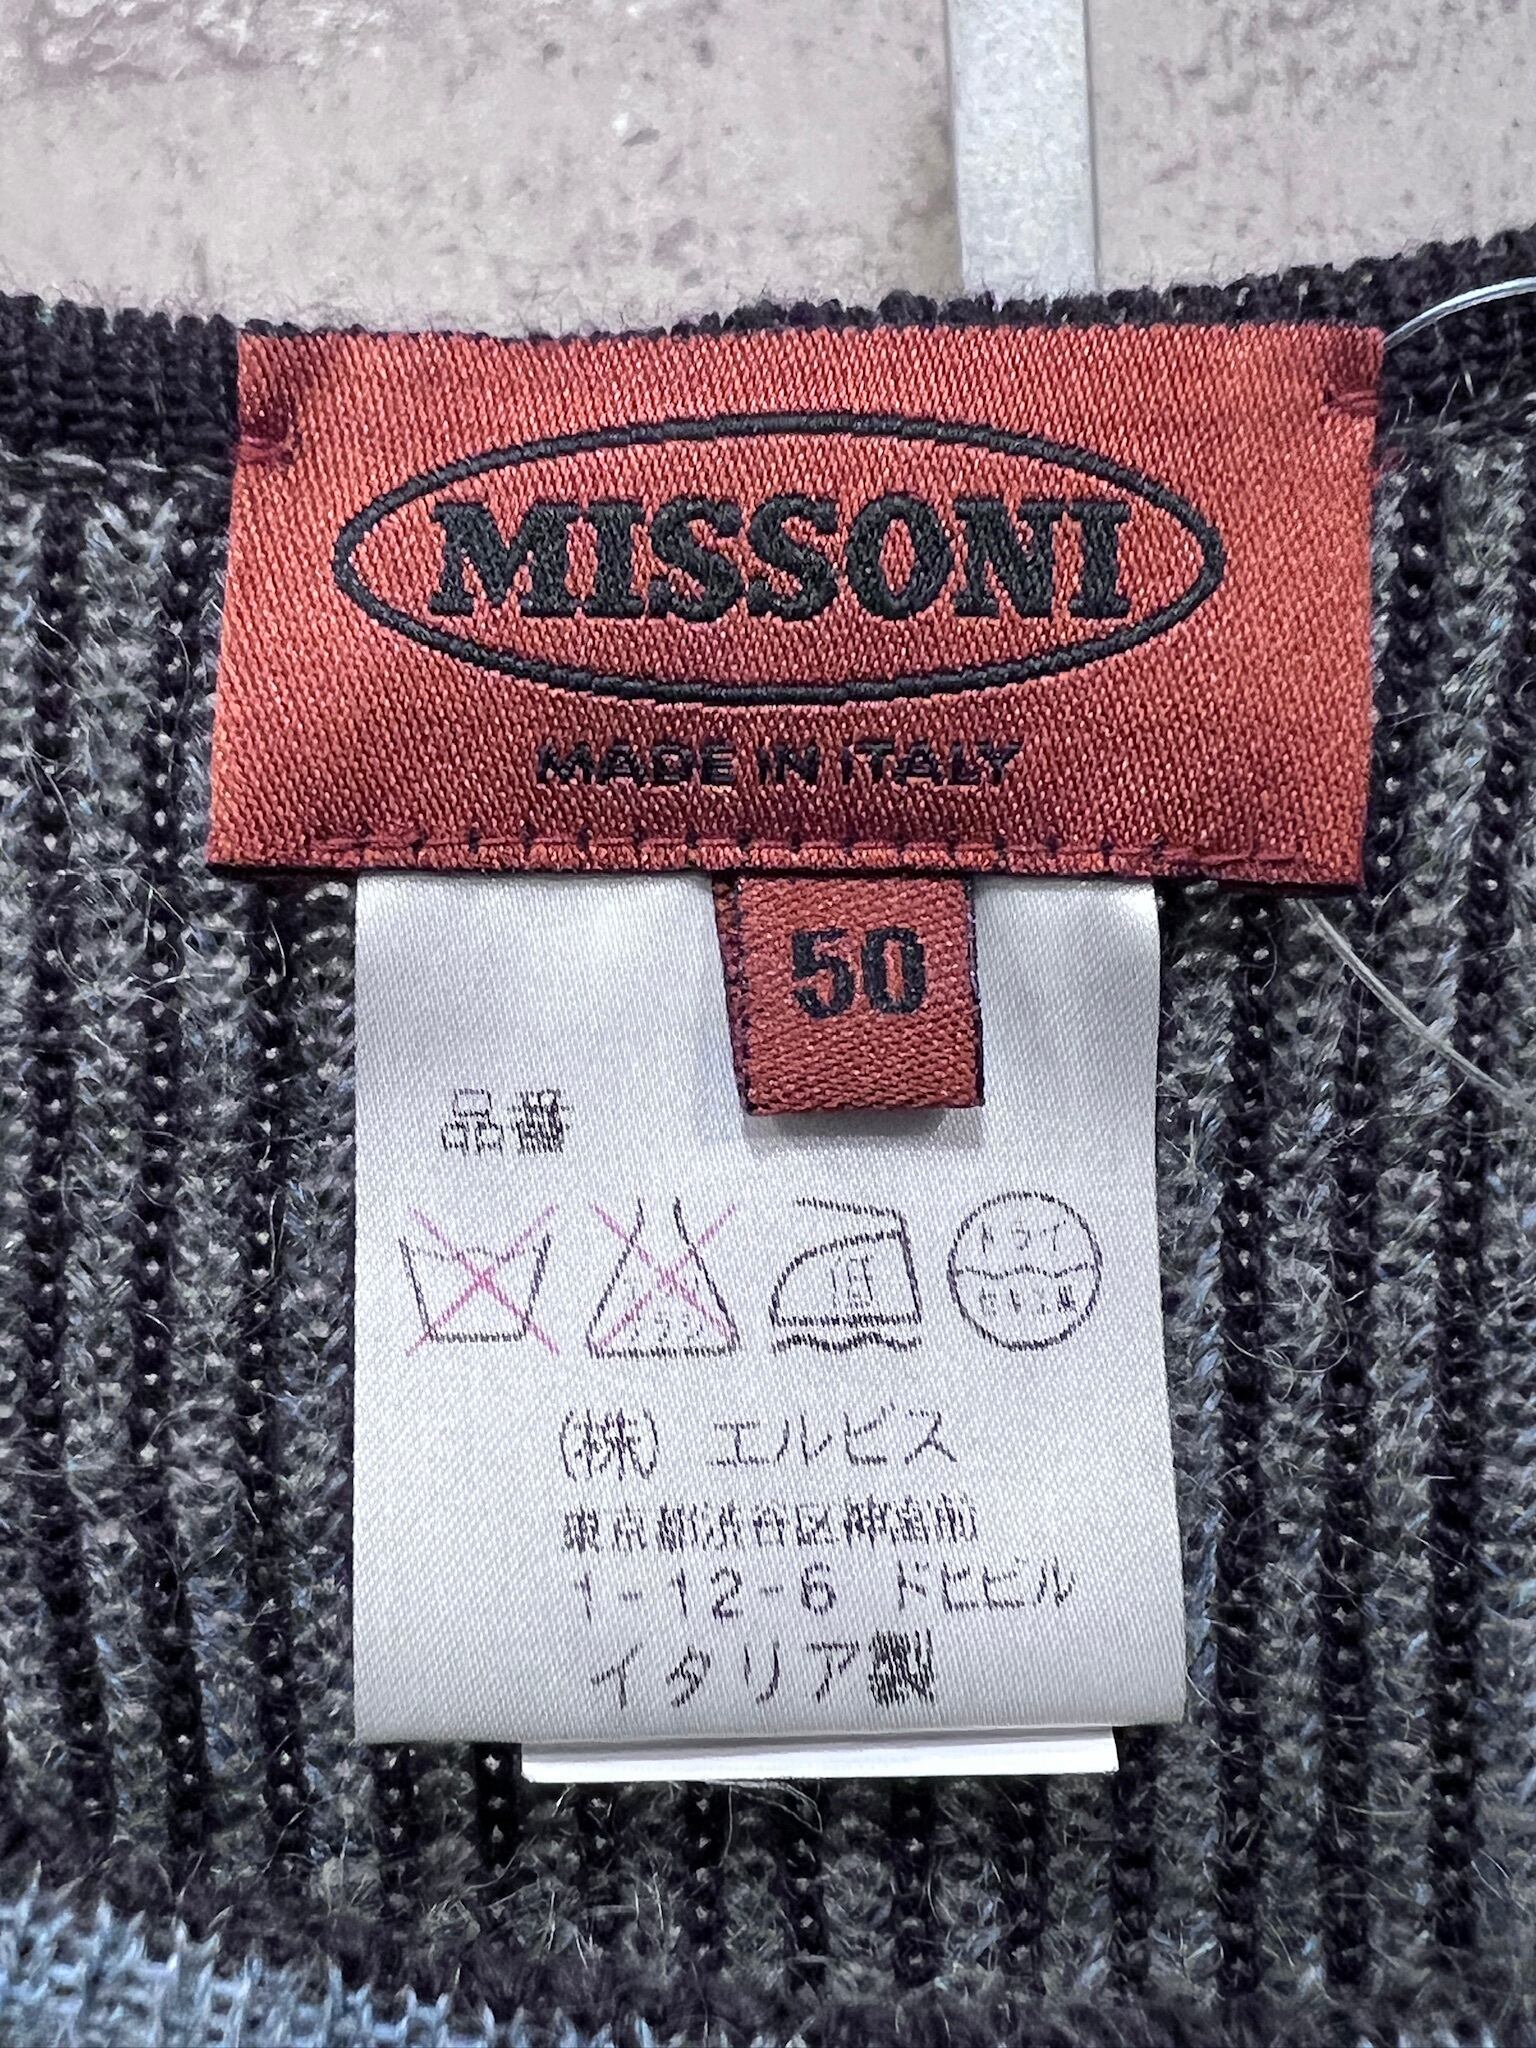 MISSONI
MADE IN ITALY
50
品番
ドライ
(株) エルビス
東京都渋谷区神宮前
1-12-6 ドヒビル
イタリア製